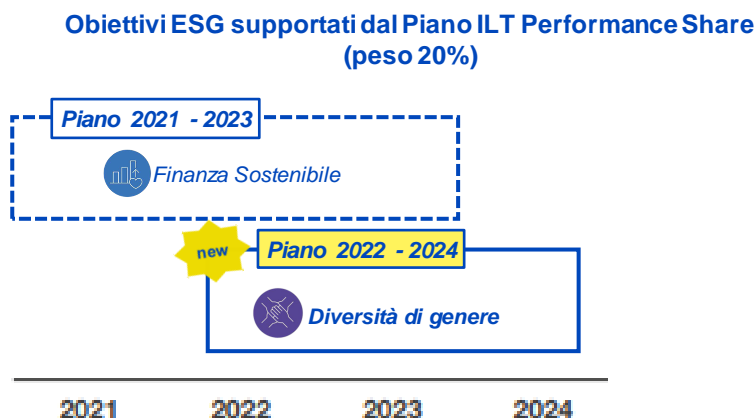 Obiettivi ESG supportati dal Piano ILT Performance Share
(peso 20%)
Piano 2021 - 2023
Finanza Sostenibile
new
Piano 2022 - 2024
Diversità di genere
2021 2022 2023 2024